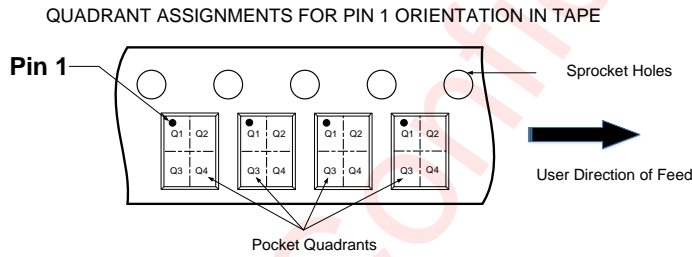 QUADRANT ASSIGNMENTS FOR PIN 1 ORIENTATION IN TAPE
Pin 1
Sprocket Holes
Q1 Q2 Q1 Q2 Q1 Q2 Q1 Q2
Q3 Q4 Q3 Q4 Q3 Q4 Q3 Q4
User Direction of Feed
Pocket Quadrants